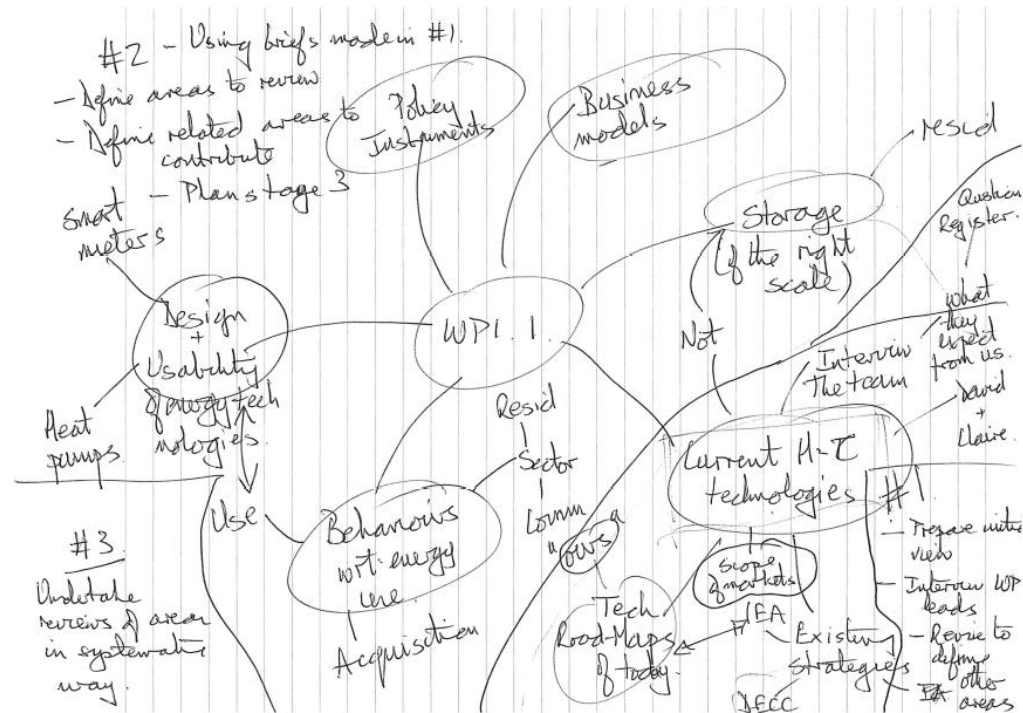 #2 - Using briefs made in #1.
- Define areas to review
- Define related areas to
contribute
- Plan stage 3
Policy
Instruments
Business
models
resid
Storage
(of the right
scale)
Question
Register.
what
they
expect
from us.
Smart
meters
Design
+
Usability
of energy tech
nologies.
WP1.1.
Not
Interview
the team
David
+
Claire.
Heat
pumps.
Resid
Sector
Comm
Current H-T
technologies
Use
Behaviours
wrt. energy
use
Acquisition
#3
Undertake
reviews of areas
in systematic
way.
Scope
of markets
IEA
Tech
Road-Maps
of today.
Existing
strategies
DECC
#1
- Prepare
view
- Interview WP
leads
- Revise to
define
other
areas